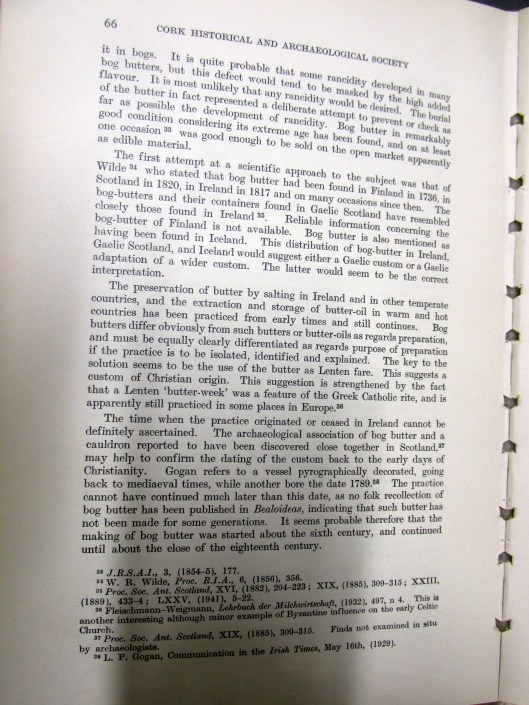 66
CORK HISTORICAL AND ARCHAEOLOGICAL SOCIETY
it in bogs. It is quite probable that some rancidity developed in many
bog butters, but this defect would tend to be masked by the high added
flavour. It is most unlikely that any rancidity would be desired. The burial
of the butter in fact represented a deliberate attempt to prevent or check as
far as possible the development of rancidity. Bog butter in remarkably
good condition considering its extreme age has been found, and on at least
one occasion 33 was good enough to be sold on the open market apparently
as edible material.
The first attempt at a scientific approach to the subject was that of
Wilde 34 who stated that bog butter had been found in Finland in 1736, in
Scotland in 1820, in Ireland in 1817 and on many occasions since then. The
bog-butters and their containers found in Gaelic Scotland have resembled
closely those found in Ireland 35. Reliable information concerning the
bog-butter of Finland is not available. Bog butter is also mentioned as
having been found in Iceland. This distribution of bog-butter in Ireland,
Gaelic Scotland, and Iceland would suggest either a Gaelic custom or a Gaelic
adaptation of a wider custom. The latter would seem to be the correct
interpretation.
The preservation of butter by salting in Ireland and in other temperate
countries, and the extraction and storage of butter-oil in warm and hot
countries has been practiced from early times and still continues. Bog
butters differ obviously from such butters or butter-oils as regards preparation,
and must be equally clearly differentiated as regards purpose of preparation
if the practice is to be isolated, identified and explained. The key to the
solution seems to be the use of the butter as Lenten fare. This suggests a
custom of Christian origin. This suggestion is strengthened by the fact
that a Lenten 'butter-week' was a feature of the Greek Catholic rite, and is
apparently still practiced in some places in Europe.36
The time when the practice originated or ceased in Ireland cannot be
definitely ascertained. The archaeological association of bog butter and a
cauldron reported to have been discovered close together in Scotland,37
may help to confirm the dating of the custom back to the early days of
Christianity. Gogan refers to a vessel pyrographically decorated, going
back to mediaeval times, while another bore the date 1789.38 The practice
cannot have continued much later than this date, as no folk recollection of
bog butter has been published in Bealoideas, indicating that such butter has
not been made for some generations. It seems probable therefore that the
making of bog butter was started about the sixth century, and continued
until about the close of the eighteenth century.
33 J.R.S.A.I., 3, (1854-5), 177.
34 W. R. Wilde, Proc. R.I.A., 6, (1856), 356.
35 Proc. Soc. Ant. Scotland, XVI, (1882), 204-223; XIX, (1885), 309-315; XXIII,
(1889), 433-4; LXXV, (1941), 5-22.
36 Fleischmann-Weigmann, Lehrbuch der Milchwirtschaft, (1932), 497, n 4. This is
another interesting although minor example of Byzantine influence on the early Celtic
Church.
37 Proc. Soc. Ant. Scotland, XIX, (1885), 309-315. Finds not examined in situ
by archaeologists.
38 L. P. Gogan, Communication in the Irish Times, May 16th, (1929).